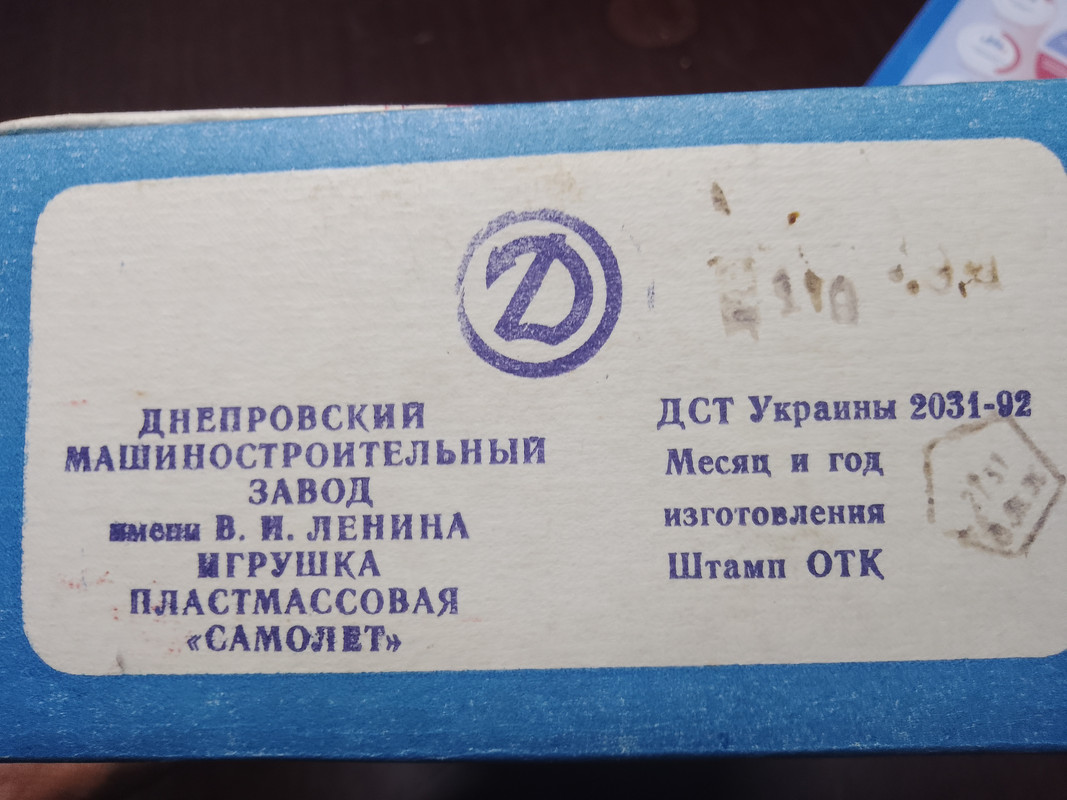 Д
ДНЕПРОВСКИЙ
МАШИНОСТРОИТЕЛЬНЫЙ
ЗАВОД
имени В. И. ЛЕНИНА
ИГРУШКА
ПЛАСТМАССОВАЯ
«САМОЛЕТ»
ДСТ Украины 2031-92
Месяц и год
изготовления
Штамп ОТК